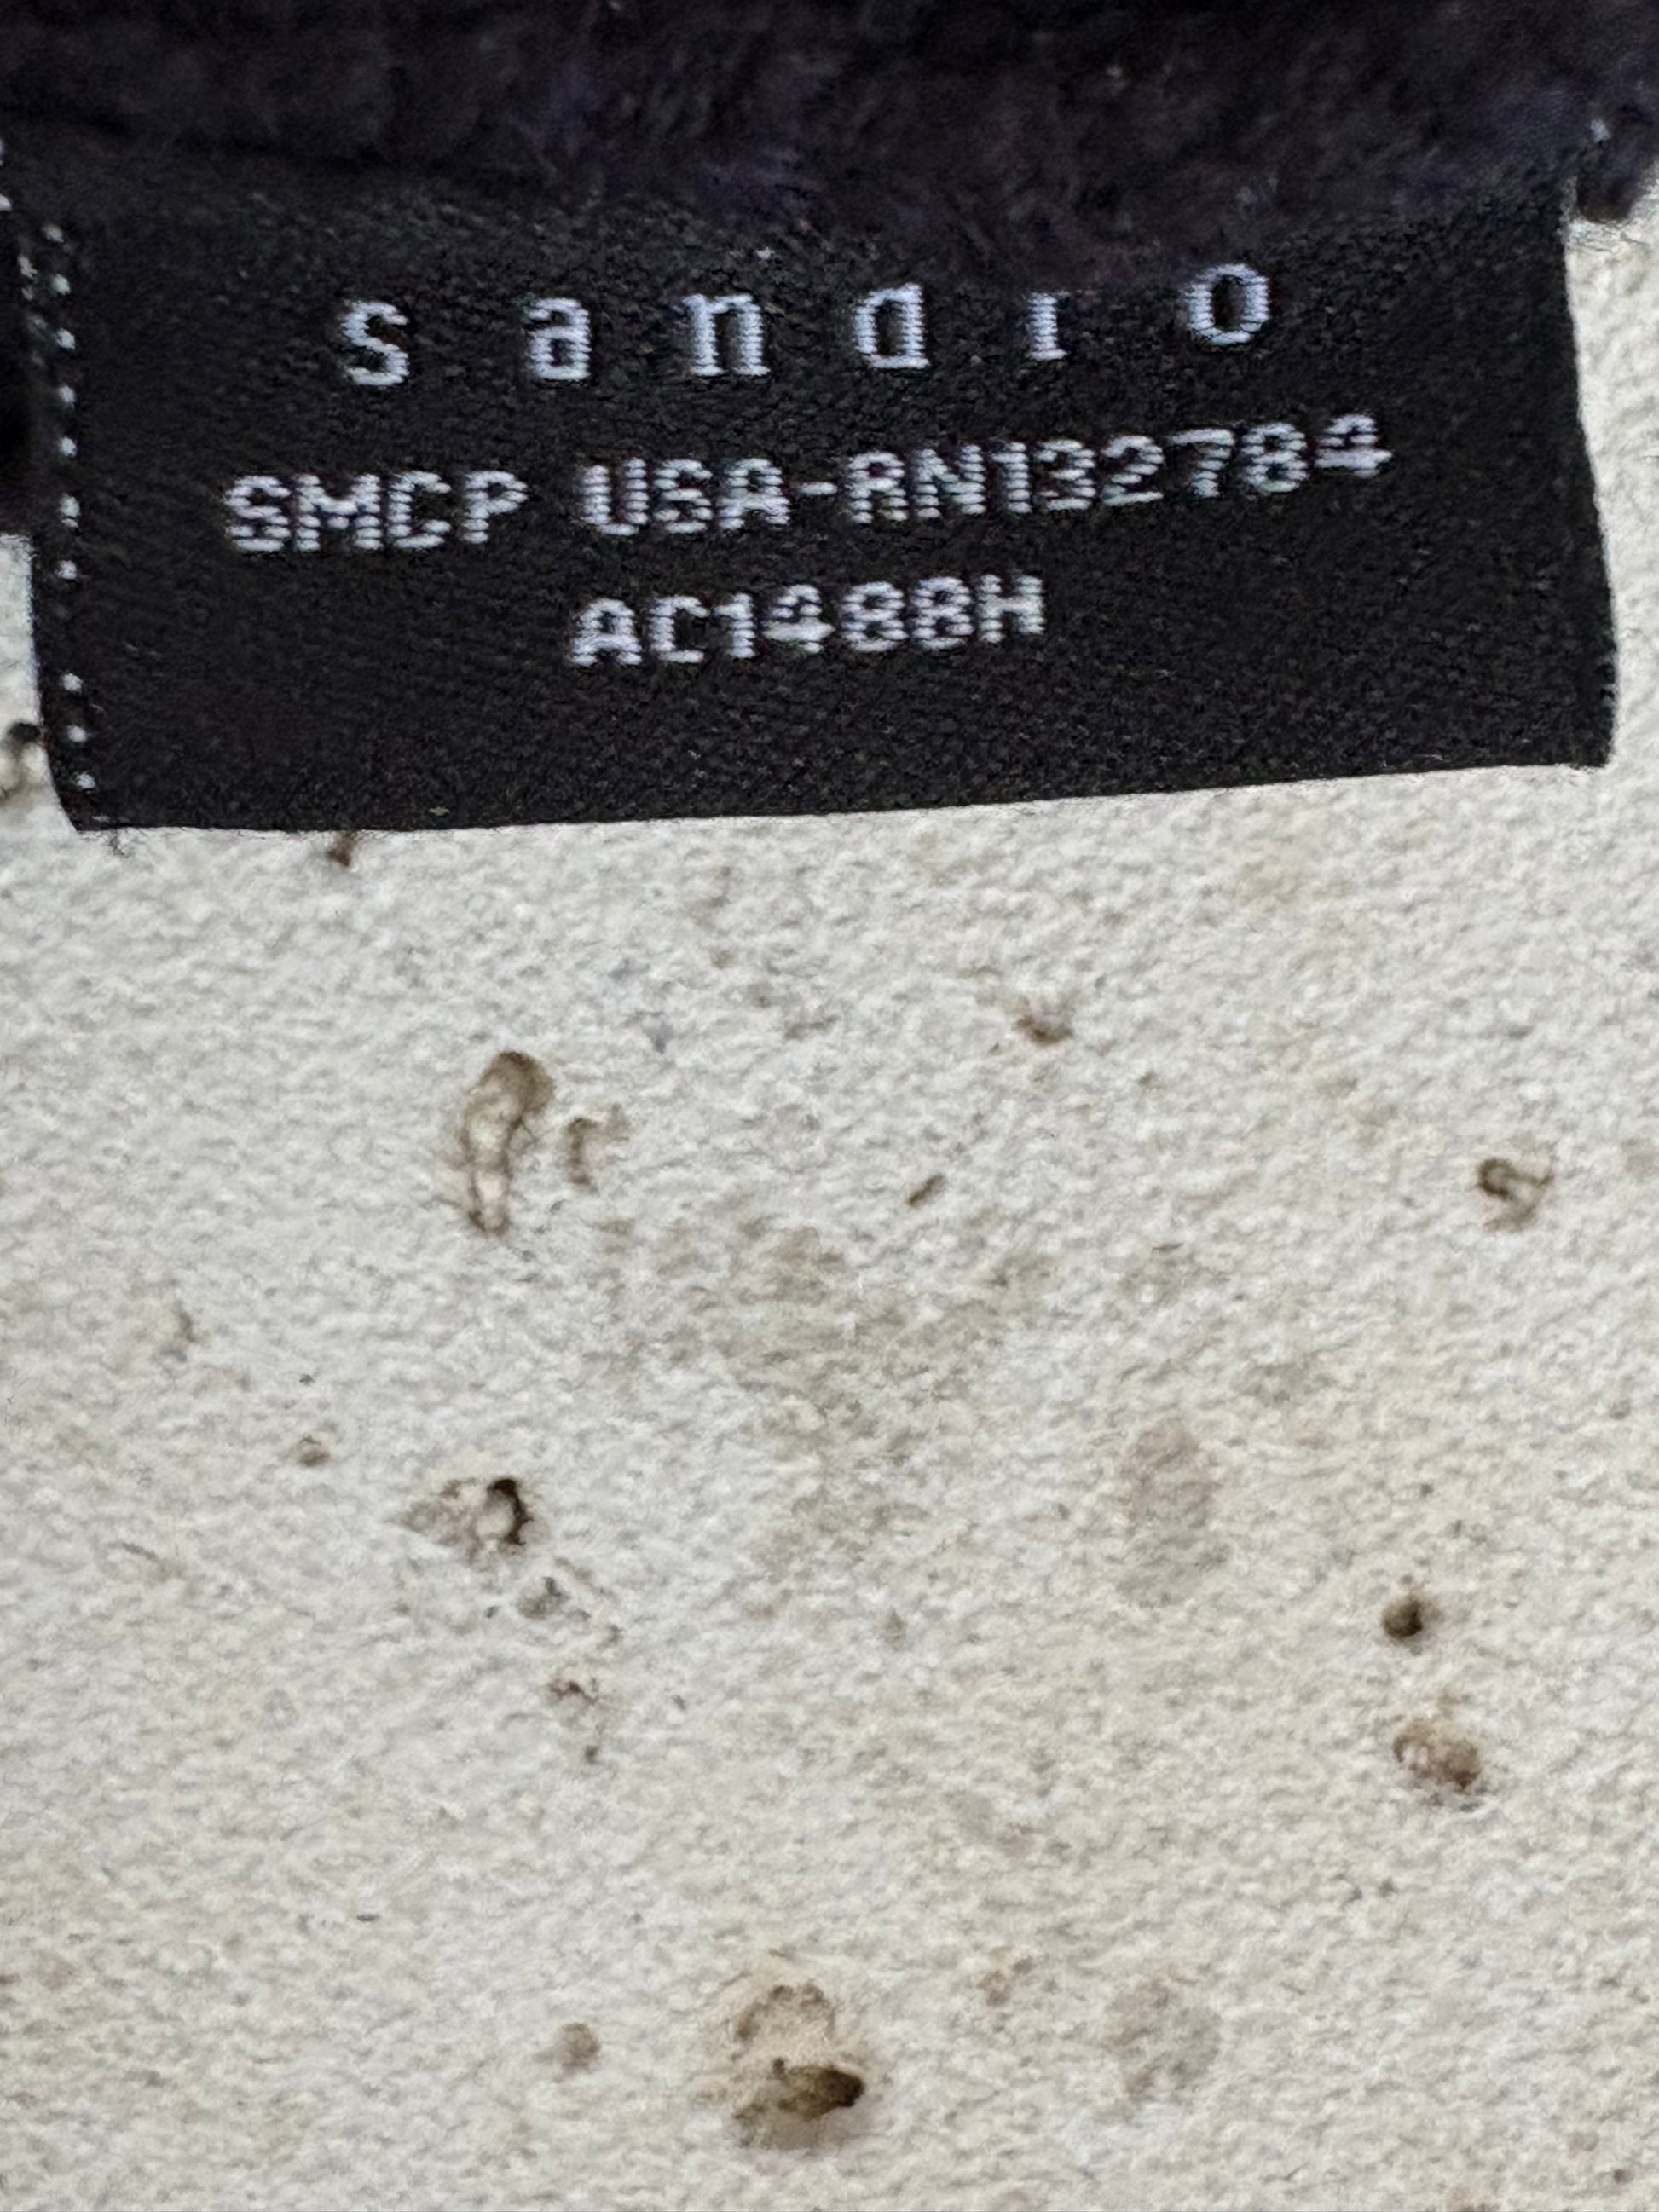 sandro
SMCP USA-RN132784
AC1488H